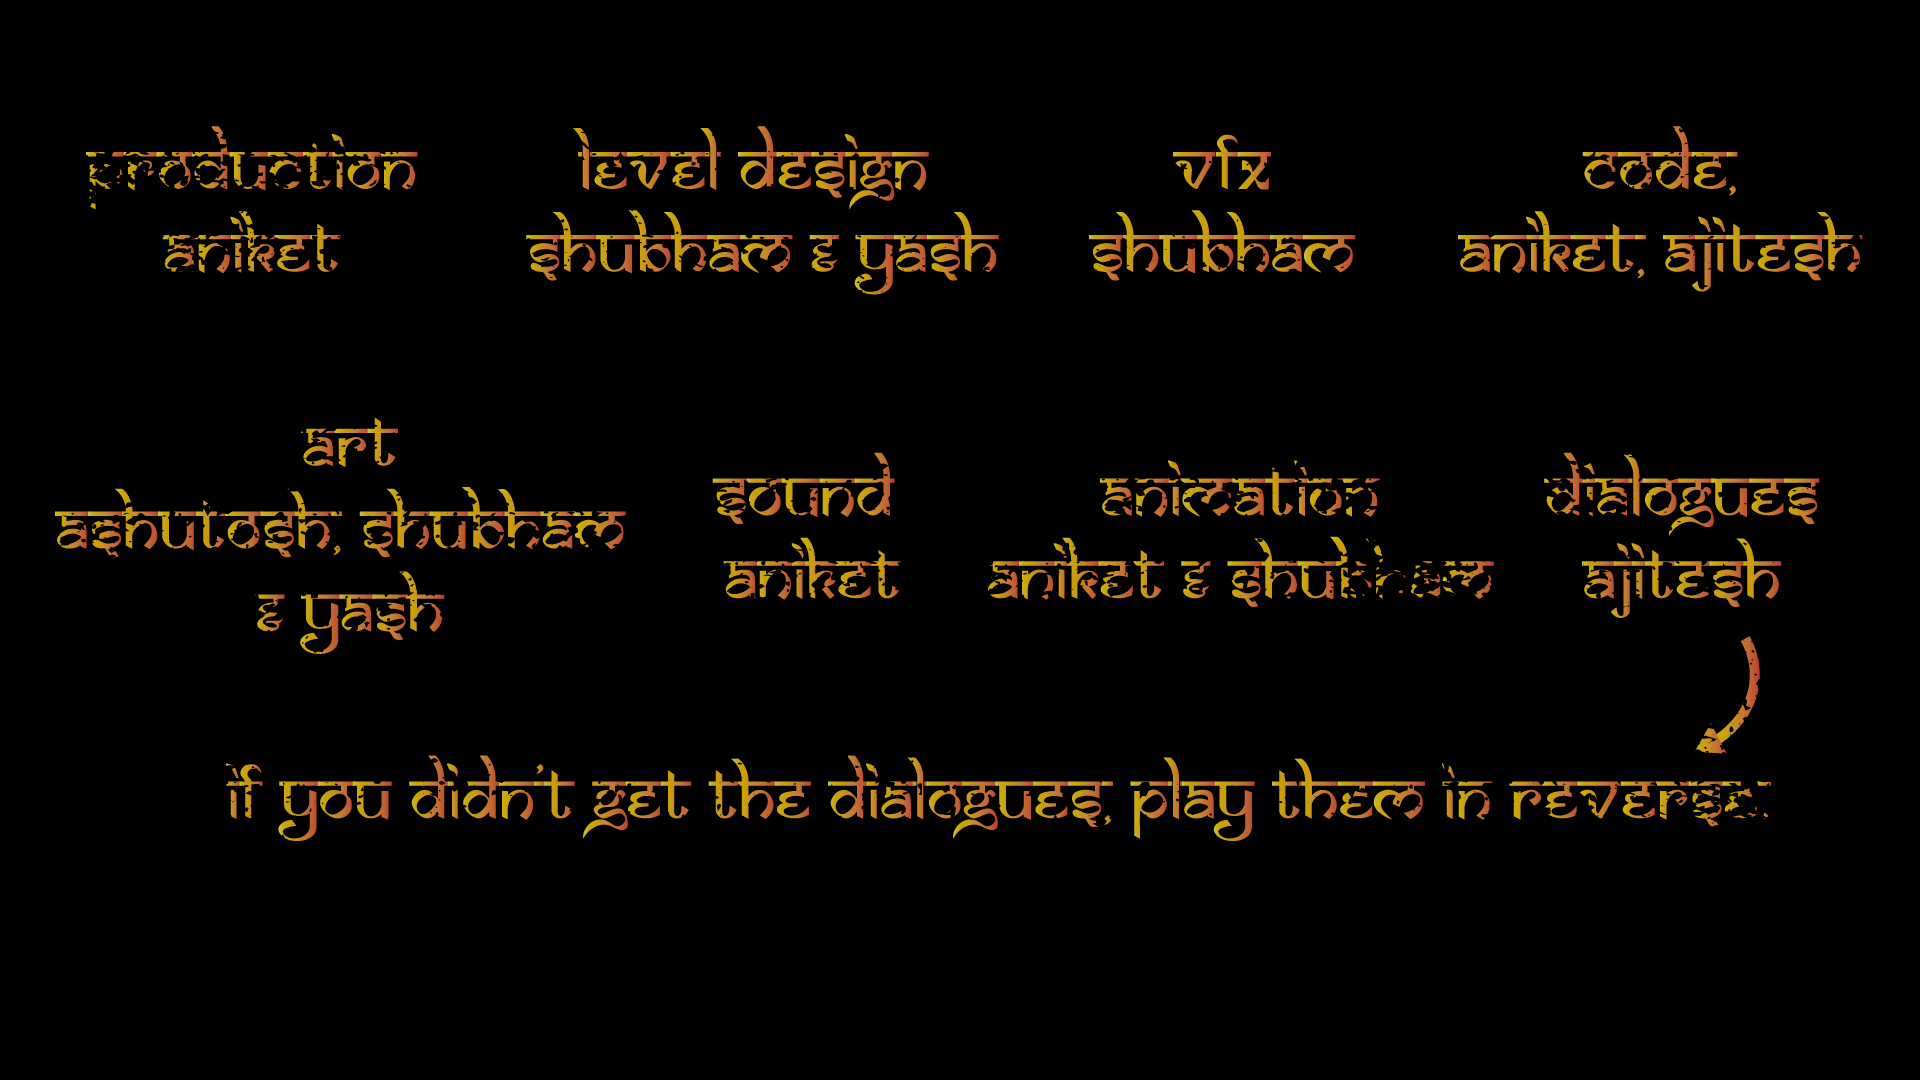 production
aniket
level design
shubham & yash
vfx
shubham
code,
aniket, ajitesh
art
ashutosh, shubham
& yash
sound
aniket
animation
aniket & shubham
dialogues
ajitesh
if you didn't get the dialogues, play them in reverse.